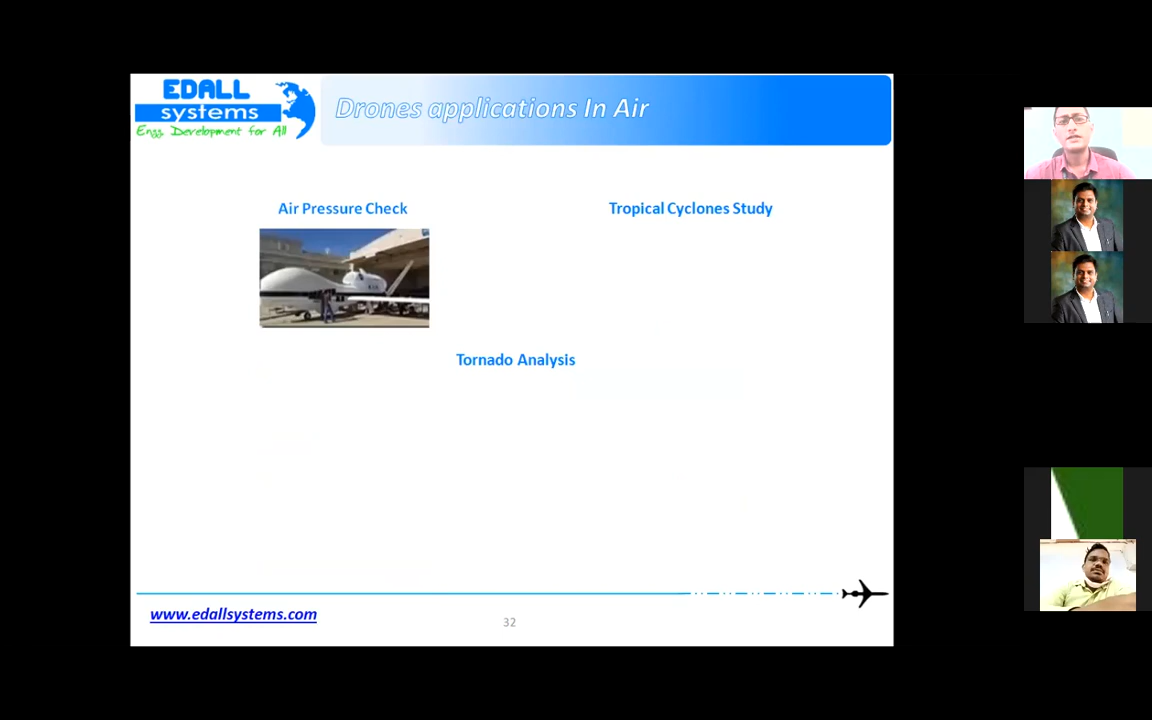 EDALL
systems
Engg. Development for All
Drones applications In Air
Air Pressure Check
Tropical Cyclones Study
Tornado Analysis
www.edallsystems.com
32